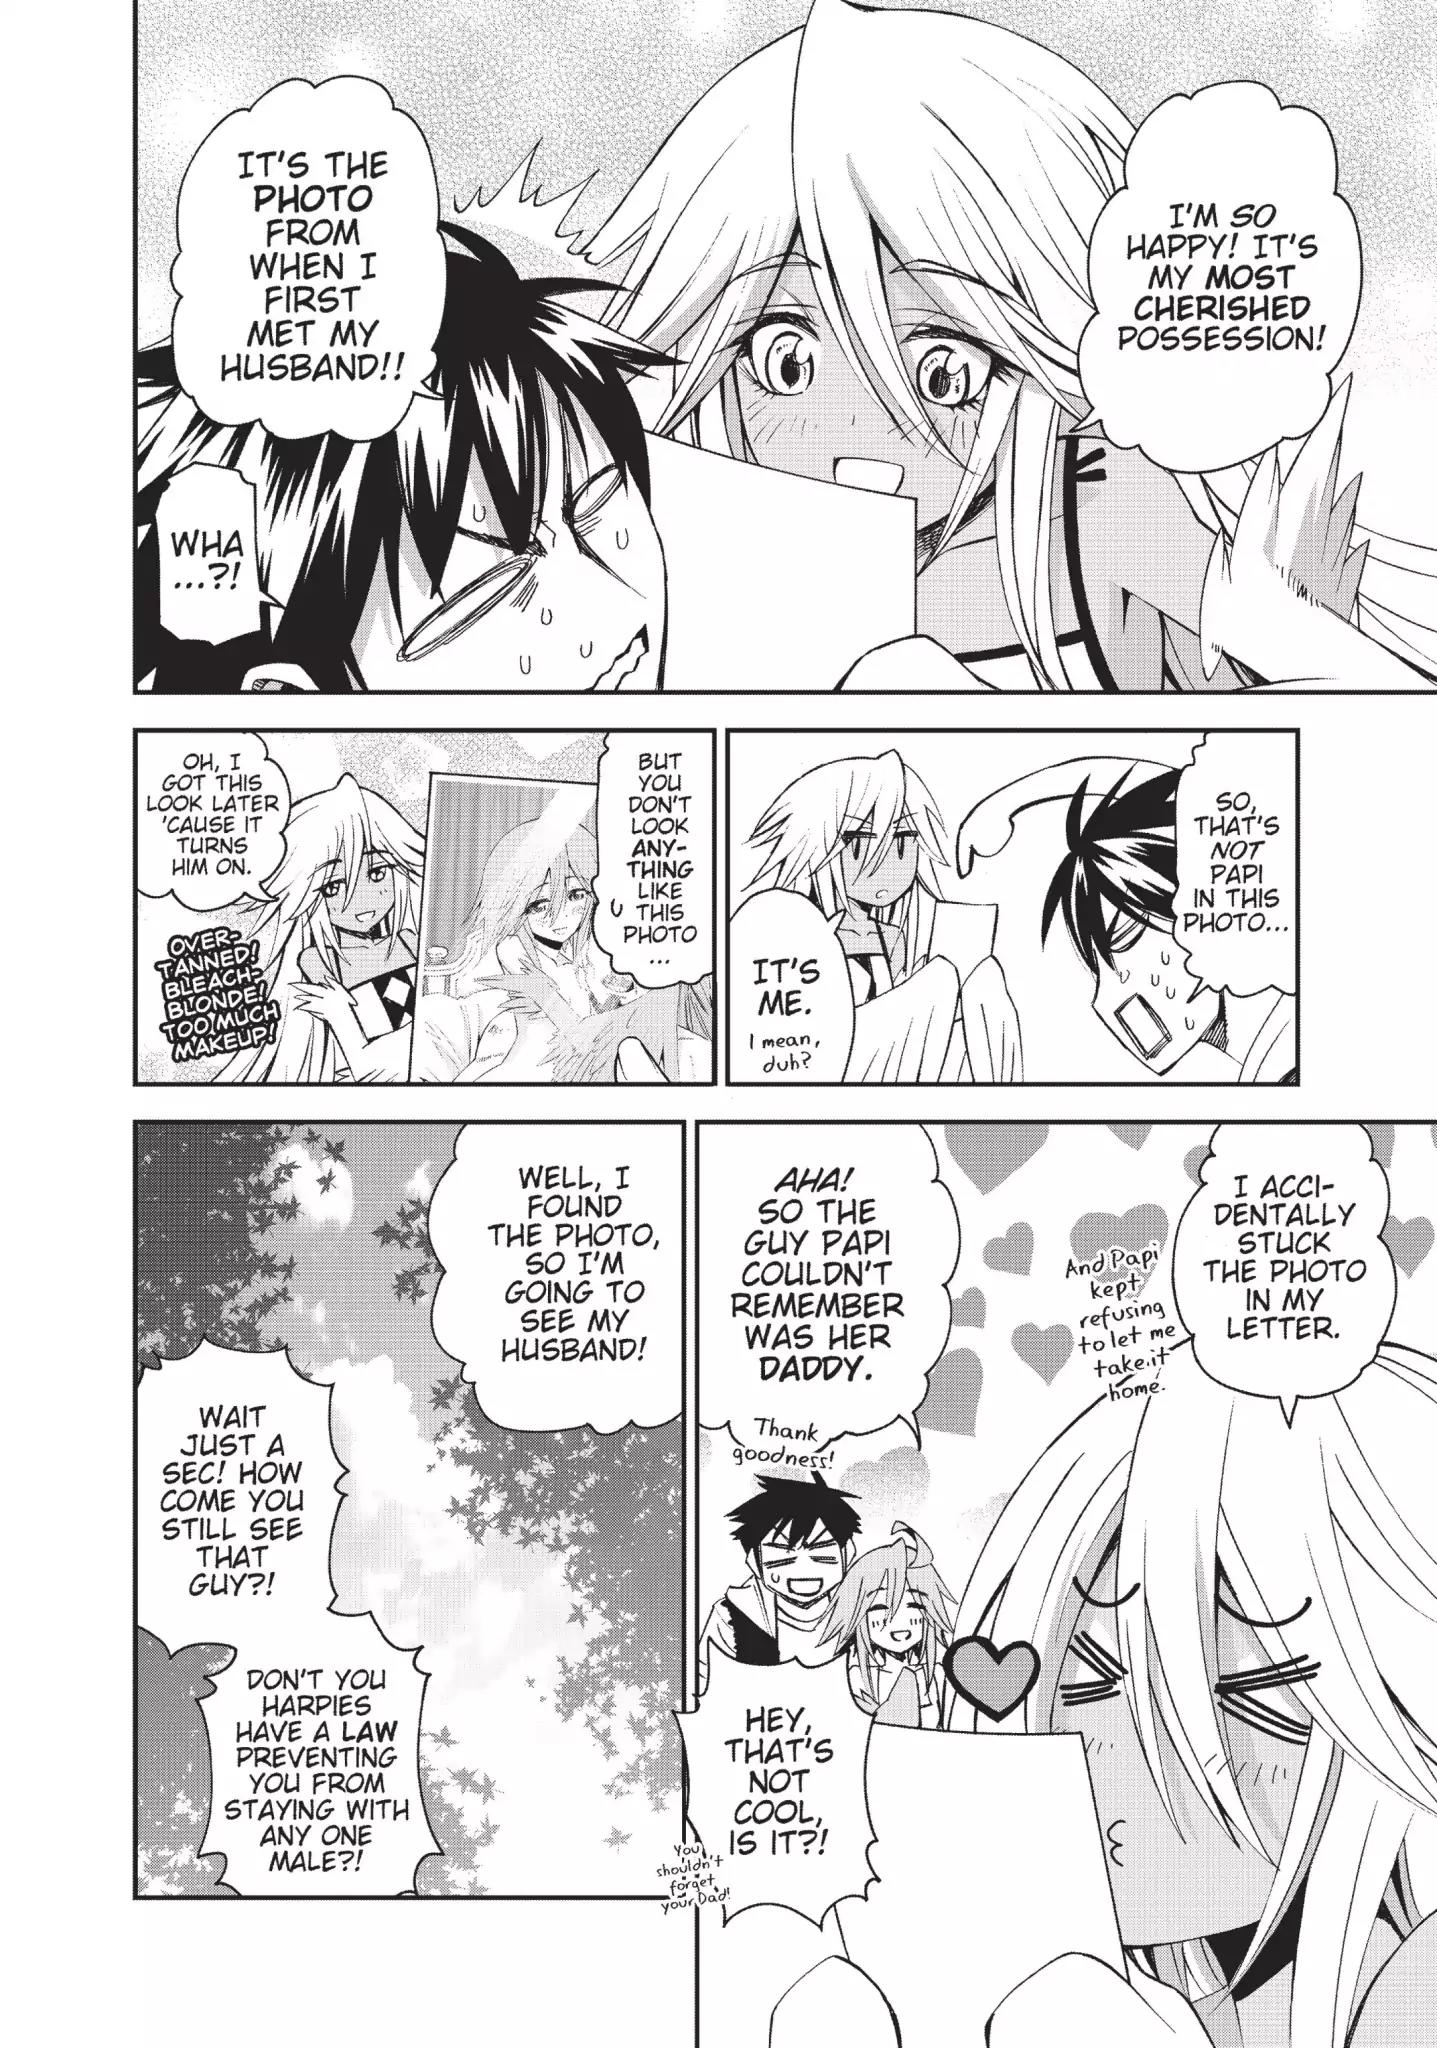 I'M SO
HAPPY! IT'S
MY MOST
CHERISHED
POSSESSION!
IT'S THE
PHOTO
FROM
WHEN I
FIRST
MET MY
HUSBAND!!
WHA
...?!
SO,
THAT'S
NOT
PAPI
IN THIS
PHOTO...
IT'S
ME.
I mean,
duh?
BUT
YOU
DON'T
LOOK
ANY-
THING
LIKE
THIS
PHOTO
...
OH, I
GOT THIS
LOOK LATER
'CAUSE IT
TURNS
HIM ON.
OVER-
TANNED!
BLEACH-
BLONDE!
TOO MUCH
MAKEUP!
I ACCI-
DENTALLY
STUCK
THE PHOTO
IN MY
LETTER.
And Papi
kept
refusing
to let me
take it
home.
AHA!
SO THE
GUY PAPI
COULDN'T
REMEMBER
WAS HER
DADDY.
Thank
goodness!
HEY,
THAT'S
NOT
COOL,
IS IT?!
You
shouldn't
forget
your Dad!
WELL, I
FOUND
THE PHOTO,
SO I'M
GOING TO
SEE MY
HUSBAND!
WAIT
JUST A
SEC! HOW
COME YOU
STILL SEE
THAT
GUY?!
DON'T YOU
HARPIES
HAVE A LAW
PREVENTING
YOU FROM
STAYING WITH
ANY ONE
MALE?!